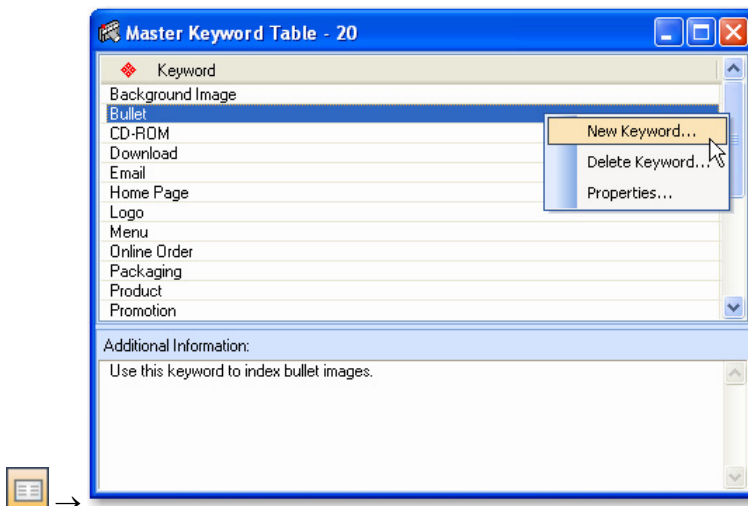 Master Keyword Table - 20
Keyword
Background Image
Bullet
CD-ROM
Download
Email
Home Page
Logo
Menu
Online Order
Packaging
Product
Promotion
New Keyword...
Delete Keyword...
Properties...
Additional Information:
Use this keyword to index bullet images.
→